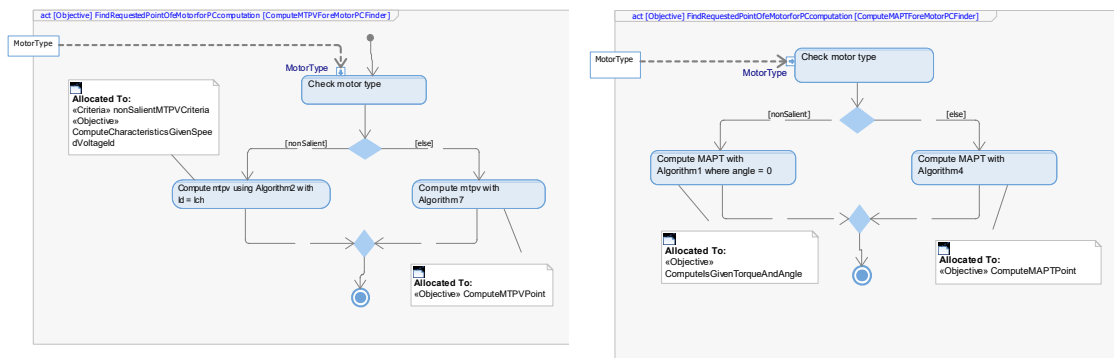 act [Objective] FindRequestedPointOfeMotorforPCcomputation [ComputeMTPVForeMotorPCFinder]
MotorType
MotorType
Check motor type
Allocated To:
«Criteria» nonSalientMTPVCriteria
«Objective»
ComputeCharacteristicsGivenSpee
dVoltageId
[nonSalient]
[else]
Compute mtpv using Algorithm2 with
Id = Ich
Compute mtpv with
Algorithm7
Allocated To:
«Objective» ComputeMTPVPoint
act [Objective] FindRequestedPointOfeMotorforPCcomputation [ComputeMAPTForeMotorPCFinder]
MotorType
MotorType
Check motor type
[nonSalient]
[else]
Compute MAPT with
Algorithm1 where angle = 0
Compute MAPT with
Algorithm4
Allocated To:
«Objective»
ComputeIsGivenTorqueAndAngle
Allocated To:
«Objective» ComputeMAPTPoint